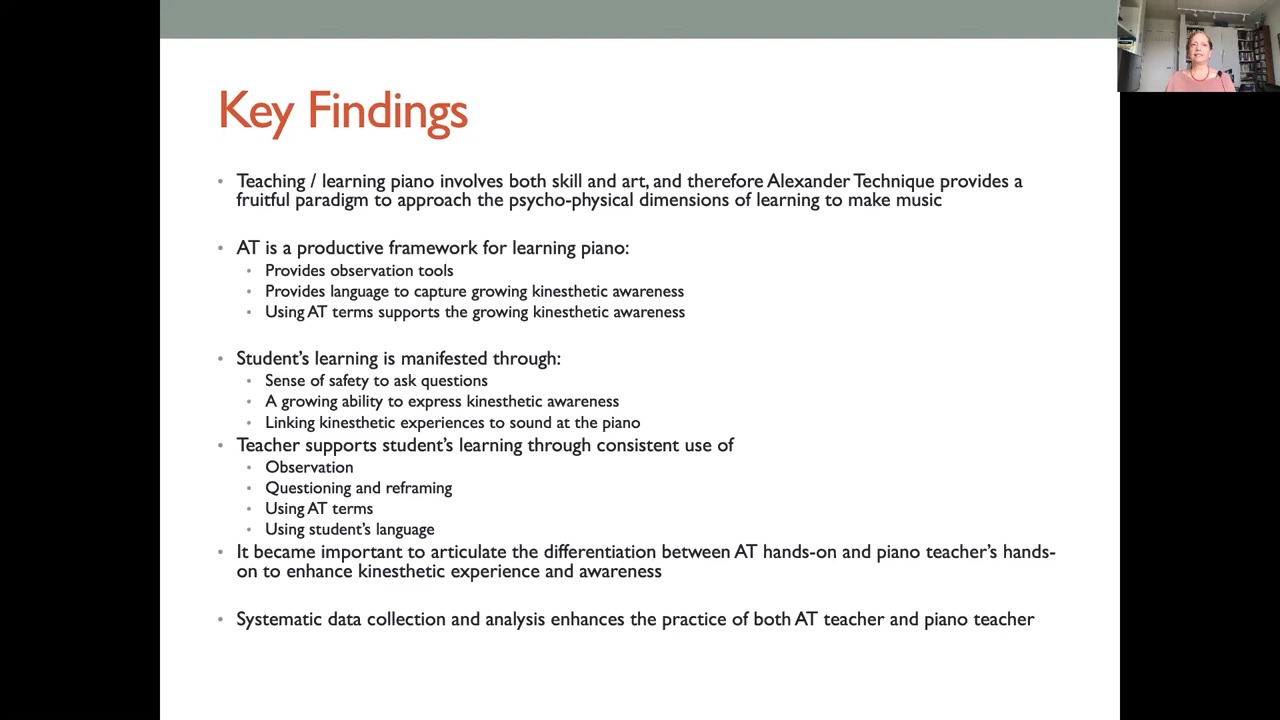 Key Findings
• Teaching / learning piano involves both skill and art, and therefore Alexander Technique provides a
fruitful paradigm to approach the psycho-physical dimensions of learning to make music
• AT is a productive framework for learning piano:
• Provides observation tools
• Provides language to capture growing kinesthetic awareness
• Using AT terms supports the growing kinesthetic awareness
• Student’s learning is manifested through:
• Sense of safety to ask questions
• A growing ability to express kinesthetic awareness
• Linking kinesthetic experiences to sound at the piano
• Teacher supports student’s learning through consistent use of
• Observation
• Questioning and reframing
• Using AT terms
• Using student’s language
• It became important to articulate the differentiation between AT hands-on and piano teacher’s hands-
on to enhance kinesthetic experience and awareness
• Systematic data collection and analysis enhances the practice of both AT teacher and piano teacher